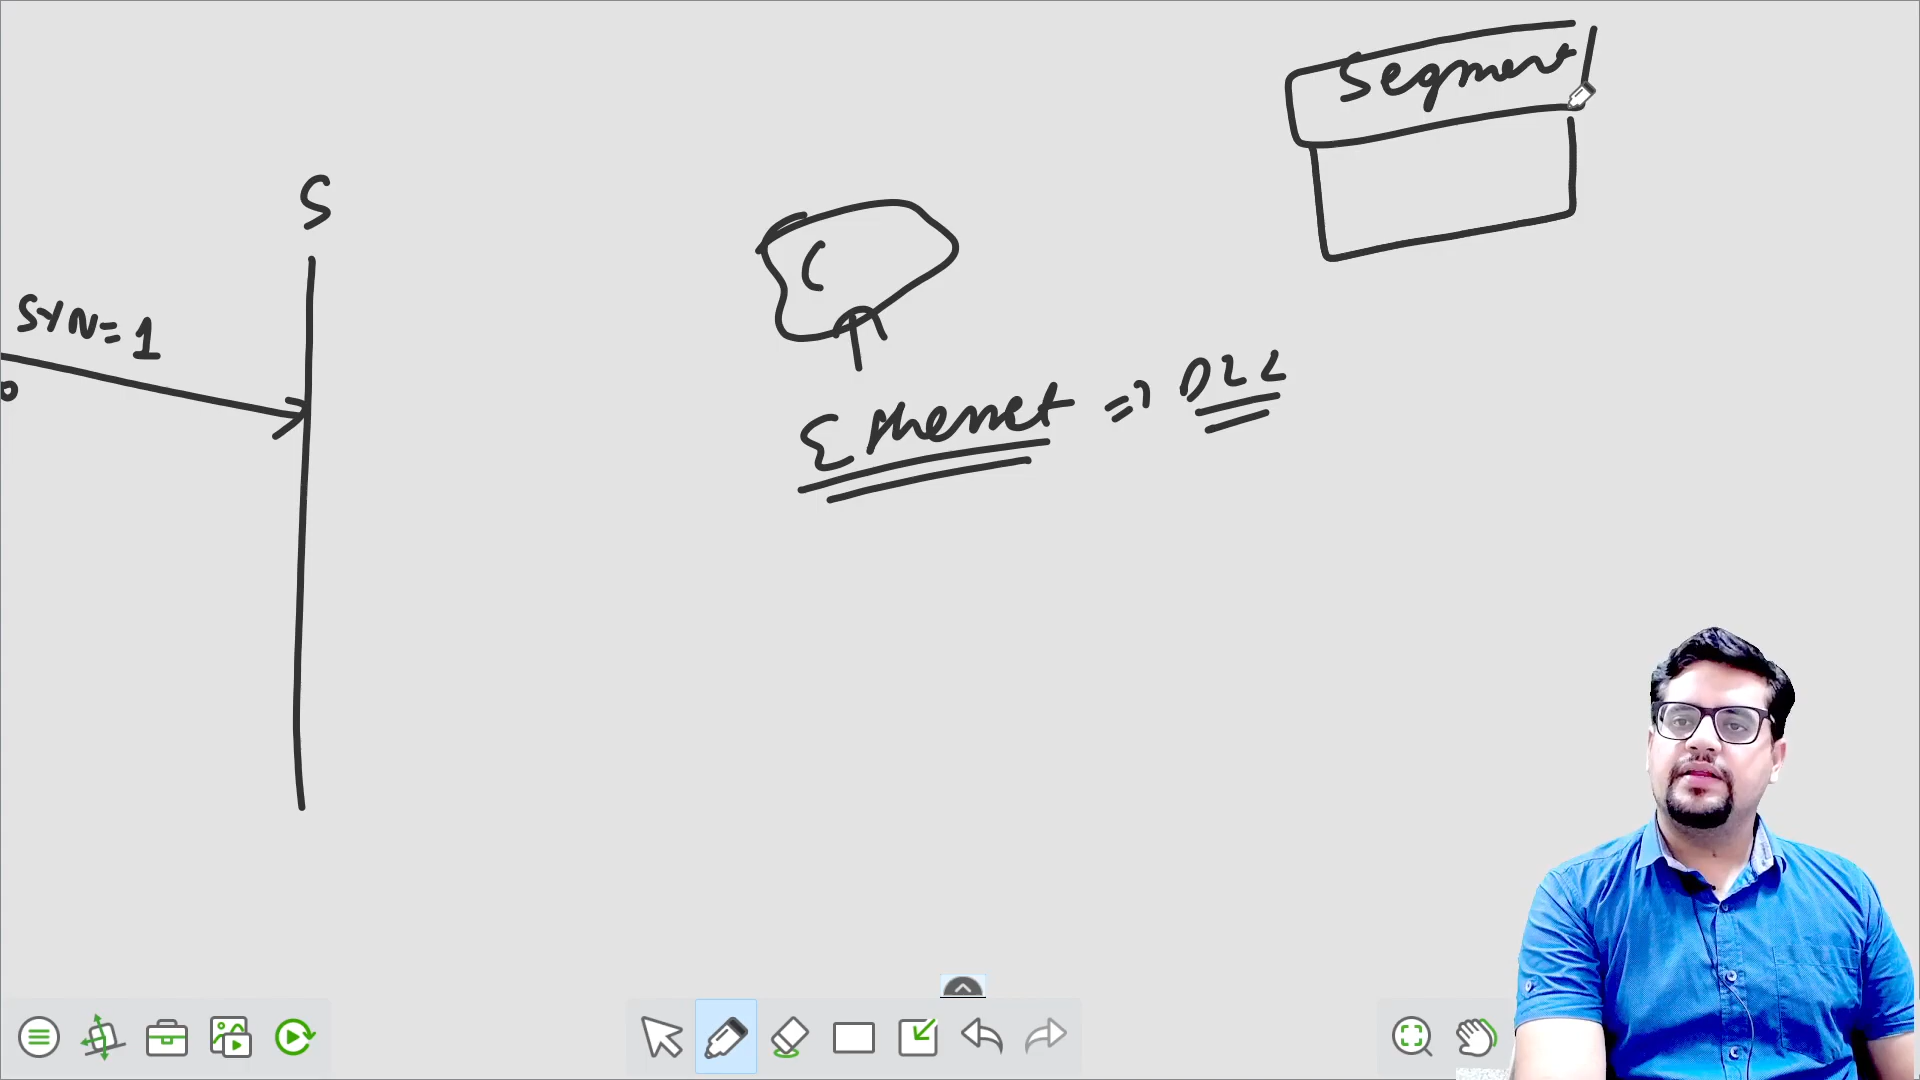 Segment
S
C
SYN=1
Ethernet => DLL